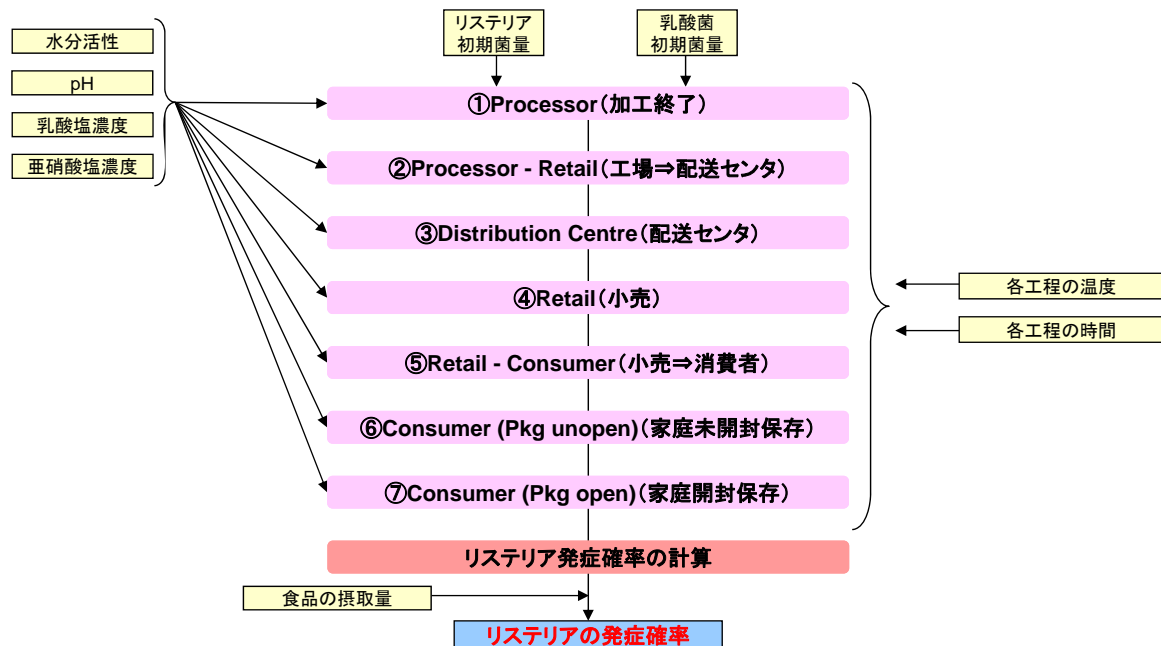 リステリア
初期菌量
乳酸菌
初期菌量
水分活性
pH
乳酸塩濃度
亜硝酸塩濃度
①Processor(加工終了)
②Processor - Retail(工場⇒配送センタ)
③Distribution Centre(配送センタ)
④Retail(小売)
⑤Retail - Consumer(小売⇒消費者)
⑥Consumer (Pkg unopen)(家庭未開封保存)
⑦Consumer (Pkg open)(家庭開封保存)
各工程の温度
各工程の時間
リステリア発症確率の計算
食品の摂取量
リステリアの発症確率